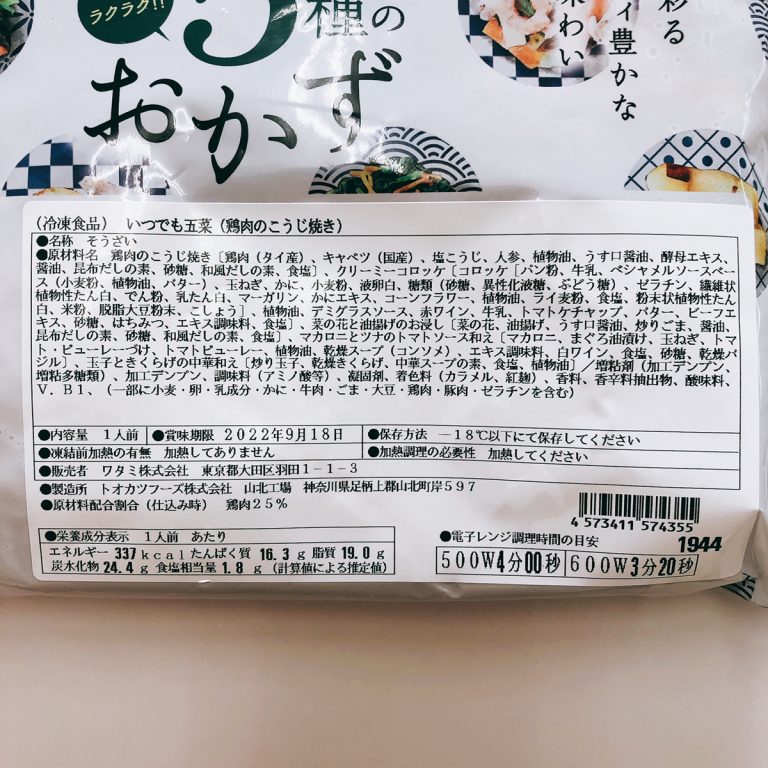 ラクラク!!
5種のおかず
彩る
豊かな
味わい
(冷凍食品) いつでも五菜(鶏肉のこうじ焼き)
●名称 そうざい
●原材料名 鶏肉のこうじ焼き〔鶏肉(タイ産)、キャベツ(国産)、塩こうじ、人参、植物油、うす口醤油、酵母エキス、
醤油、昆布だしの素、砂糖、和風だしの素、食塩〕、クリーミーコロッケ〔コロッケ〔パン粉、牛乳、ベシャメルソースベー
ス(小麦粉、植物油、バター)、玉ねぎ、かに、小麦粉、液卵白、糖類(砂糖、異性化液糖、ぶどう糖)、ゼラチン、繊維状
植物性たん白、でん粉、乳たん白、マーガリン、かにエキス、コーンフラワー、植物油、ライ麦粉、食塩、粉末状植物性たん
白、米粉、脱脂大豆粉末、こしょう〕、植物油、デミグラスソース、赤ワイン、牛乳、トマトケチャップ、バター、ビーフエ
キス、砂糖、はちみつ、エキス調味料、食塩〕、菜の花と油揚げのお浸し〔菜の花、油揚げ、うす口醤油、炒りごま、醤油、
昆布だしの素、砂糖、和風だしの素、食塩〕、マカロニとツナのトマトソース和え〔マカロニ、まぐろ油漬け、玉ねぎ、トマ
ト・ピューレーづけ、トマトピューレー、植物油、乾燥スープ(コンソメ)、エキス調味料、白ワイン、食塩、砂糖、乾燥バ
ジル〕、玉子ときくらげの中華和え〔炒り玉子、乾燥きくらげ、中華スープの素、食塩、植物油〕/増粘剤(加工デンプン、
増粘多糖類)、加工デンプン、調味料(アミノ酸等)、凝固剤、着色料(カラメル、紅麹)、香料、香辛料抽出物、酸味料、
V.B1、(一部に小麦・卵・乳成分・かに・牛肉・ごま・大豆・鶏肉・豚肉・ゼラチンを含む)
●内容量 1人前 ●賞味期限 2022年9月18日 ●保存方法 −18℃以下にて保存してください
●凍結前加熱の有無 加熱してありません ●加熱調理の必要性 加熱してください
●販売者 ワタミ株式会社 東京都大田区羽田1−1−3
●製造所 トオカツフーズ株式会社 山北工場 神奈川県足柄上郡山北町岸597
●原材料配合割合(仕込み時) 鶏肉25%
4 573411 574355
●栄養成分表示 1人前 あたり
●電子レンジ調理時間の目安 1944
エネルギー 337kcal たんぱく質 16.3g 脂質 19.0g
炭水化物 24.4g 食塩相当量 1.8g (計算値による推定値)
500W4分00秒 600W3分20秒